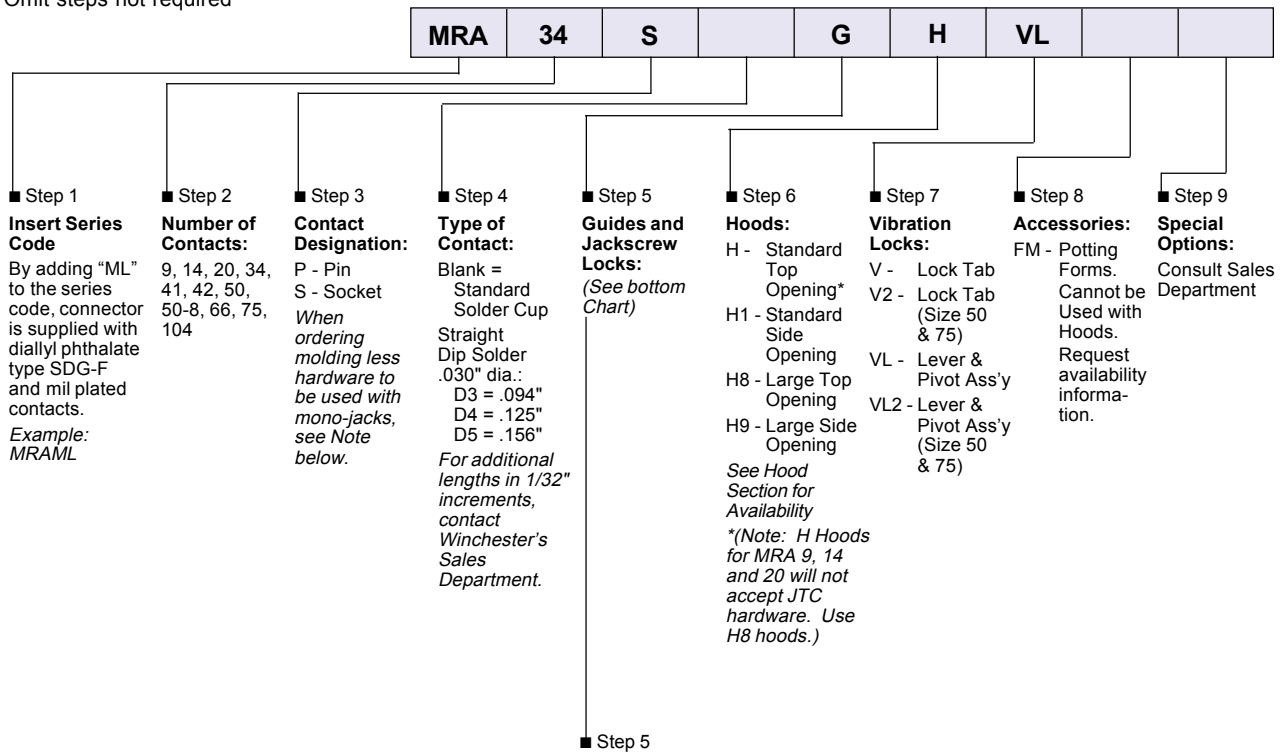 Omit steps not required
MRA 34 S G H VL
■ Step 1
Insert Series
Code
By adding “ML”
to the series
code, connector
is supplied with
diallyl phthalate
type SDG-F
and mil plated
contacts.
Example:
MRAML
■ Step 2
Number of
Contacts:
9, 14, 20, 34,
41, 42, 50,
50-8, 66, 75,
104
■ Step 3
Contact
Designation:
P - Pin
S - Socket
When
ordering
molding less
hardware to
be used with
mono-jacks,
see Note
below.
■ Step 4
Type of
Contact:
Blank =
Standard
Solder Cup
Straight
Dip Solder
.030" dia.:
D3 = .094"
D4 = .125"
D5 = .156"
For additional
lengths in 1/32"
increments,
contact
Winchester’s
Sales
Department.
■ Step 5
Guides and
Jackscrew
Locks:
(See bottom
Chart)
■ Step 6
Hoods:
H - Standard
Top
Opening*
H1 - Standard
Side
Opening
H8 - Large Top
Opening
H9 - Large Side
Opening
See Hood
Section for
Availability
*(Note: H Hoods
for MRA 9, 14
and 20 will not
accept JTC
hardware. Use
H8 hoods.)
■ Step 7
Vibration
Locks:
V - Lock Tab
V2 - Lock Tab
(Size 50
& 75)
VL - Lever &
Pivot Ass’y
VL2 - Lever &
Pivot Ass’y
(Size 50
& 75)
■ Step 8
Accessories:
FM - Potting
Forms.
Cannot be
Used with
Hoods.
Request
availability
informa-
tion.
■ Step 9
Special
Options:
Consult Sales
Department
■ Step 5